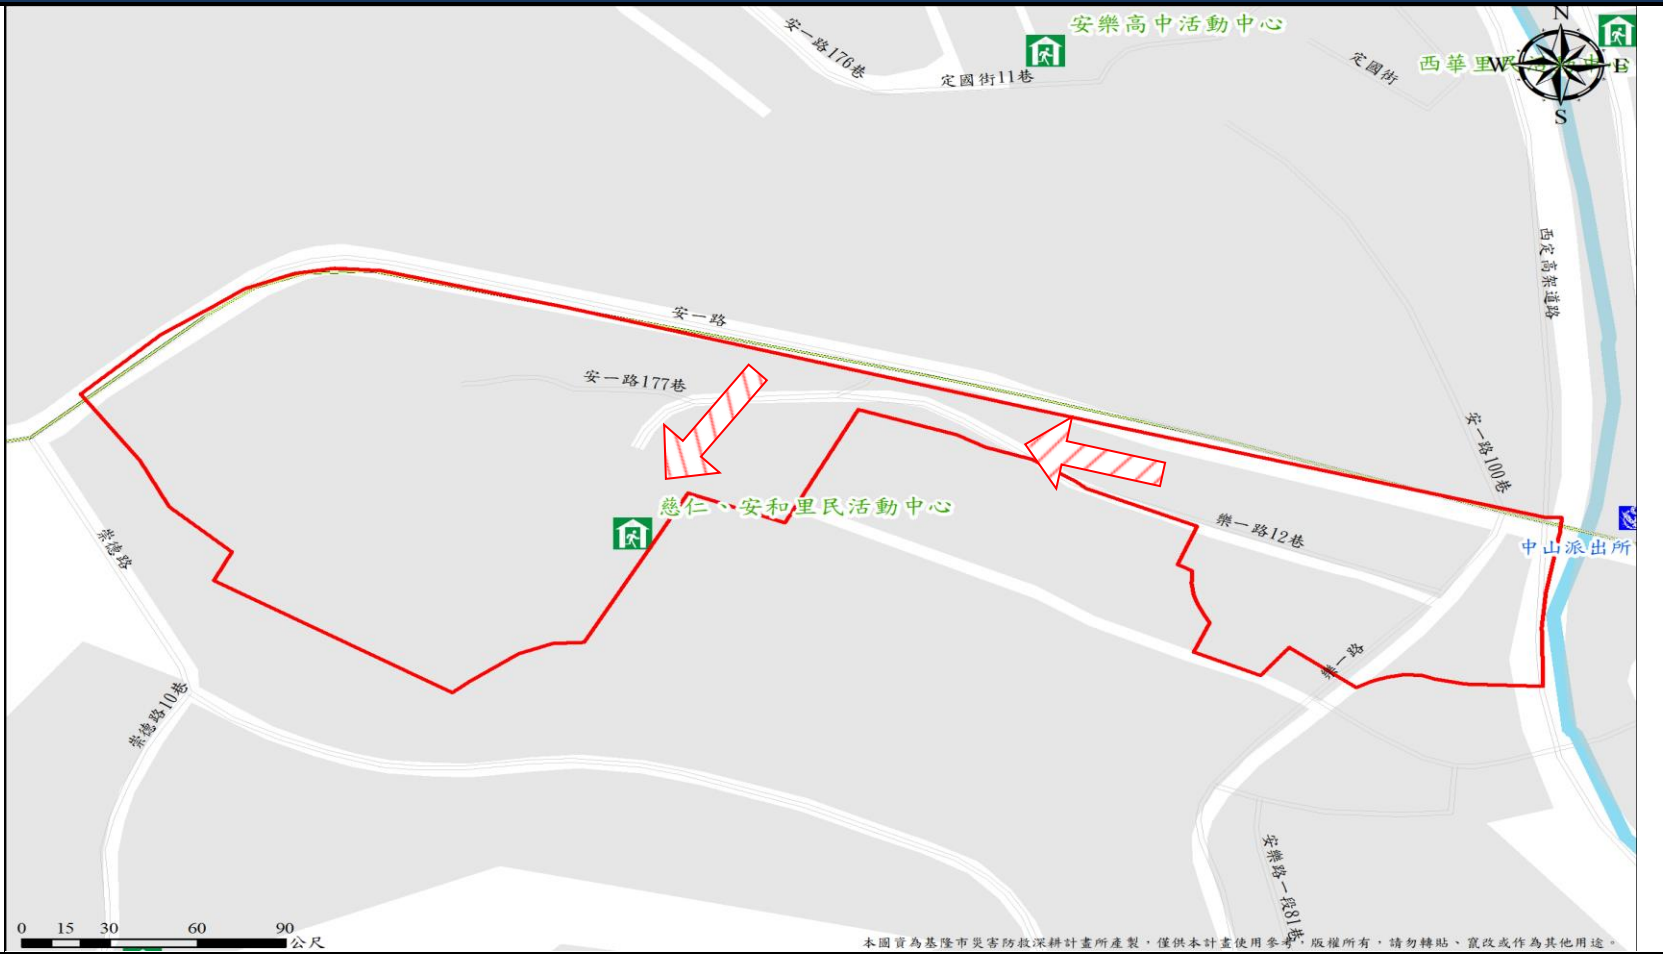 安樂高中活動中心
安一路176巷
定國街11巷
定國街
西華里
N
W
E
S
西定高架道路
安一路
安一路177巷
安一路100巷
慈仁、安和里民活動中心
樂一路12巷
中山派出所
崇德路
樂一路
崇德路10巷
安樂路一段81巷
0 15 30 60 90
公尺
本圖資為基隆市災害防救深耕計畫所產製，僅供本計畫使用參考，版權所有，請勿轉貼、竄改或作為其他用途。